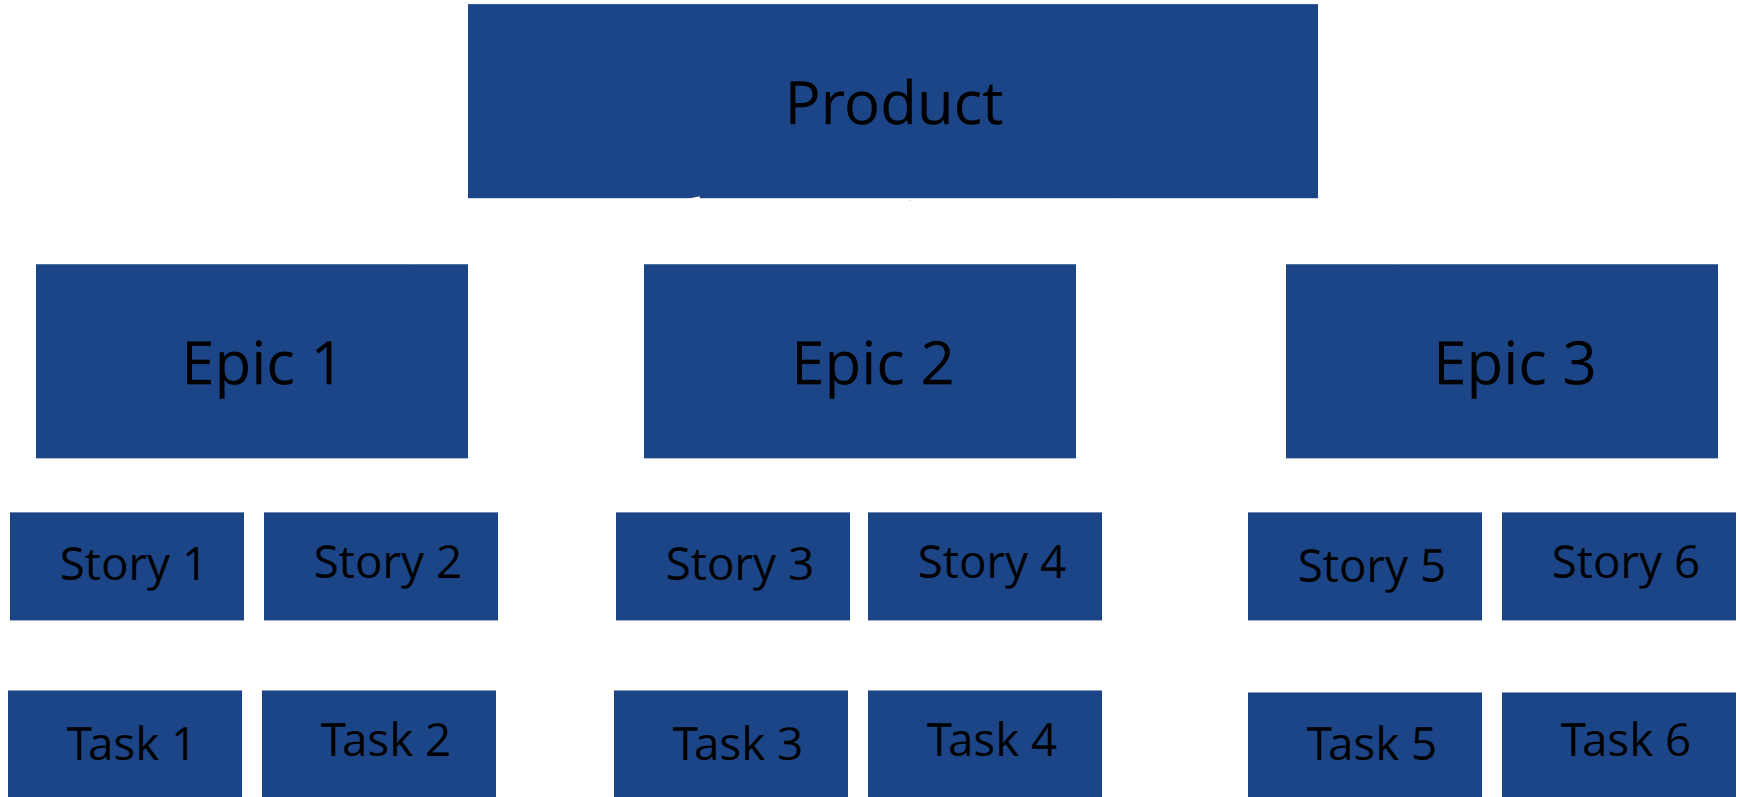 Product
Epic 1
Epic 2
Epic 3
Story 1
Story 2
Story 3
Story 4
Story 5
Story 6
Task 1
Task 2
Task 3
Task 4
Task 5
Task 6